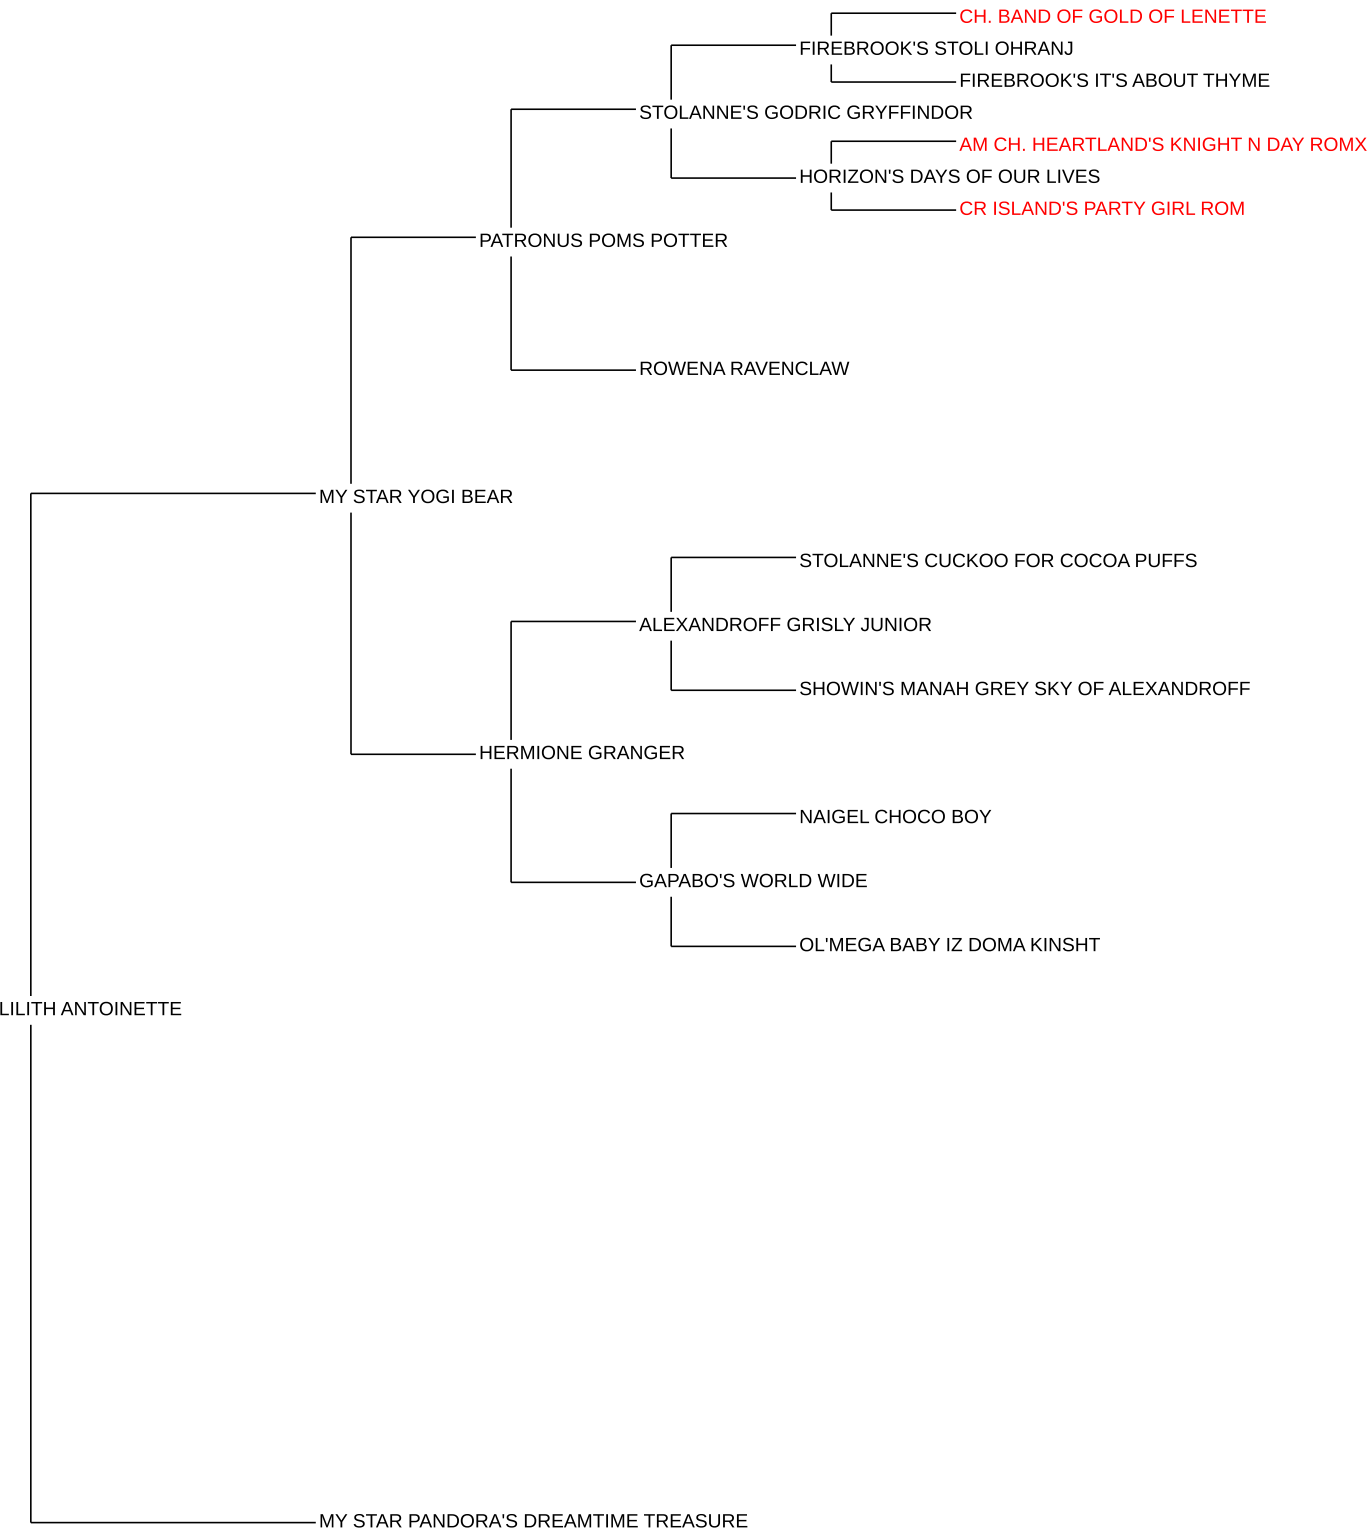 CH. BAND OF GOLD OF LENETTE
FIREBROOK'S STOLI OHRANJ
FIREBROOK'S IT'S ABOUT THYME
STOLANNE'S GODRIC GRYFFINDOR
AM CH. HEARTLAND'S KNIGHT N DAY ROMX
HORIZON'S DAYS OF OUR LIVES
CR ISLAND'S PARTY GIRL ROM
PATRONUS POMS POTTER
ROWENA RAVENCLAW
MY STAR YOGI BEAR
STOLANNE'S CUCKOO FOR COCOA PUFFS
ALEXANDROFF GRISLY JUNIOR
SHOWIN'S MANAH GREY SKY OF ALEXANDROFF
HERMIONE GRANGER
NAIGEL CHOCO BOY
GAPABO'S WORLD WIDE
OL'MEGA BABY IZ DOMA KINSHT
LILITH ANTOINETTE
MY STAR PANDORA'S DREAMTIME TREASURE